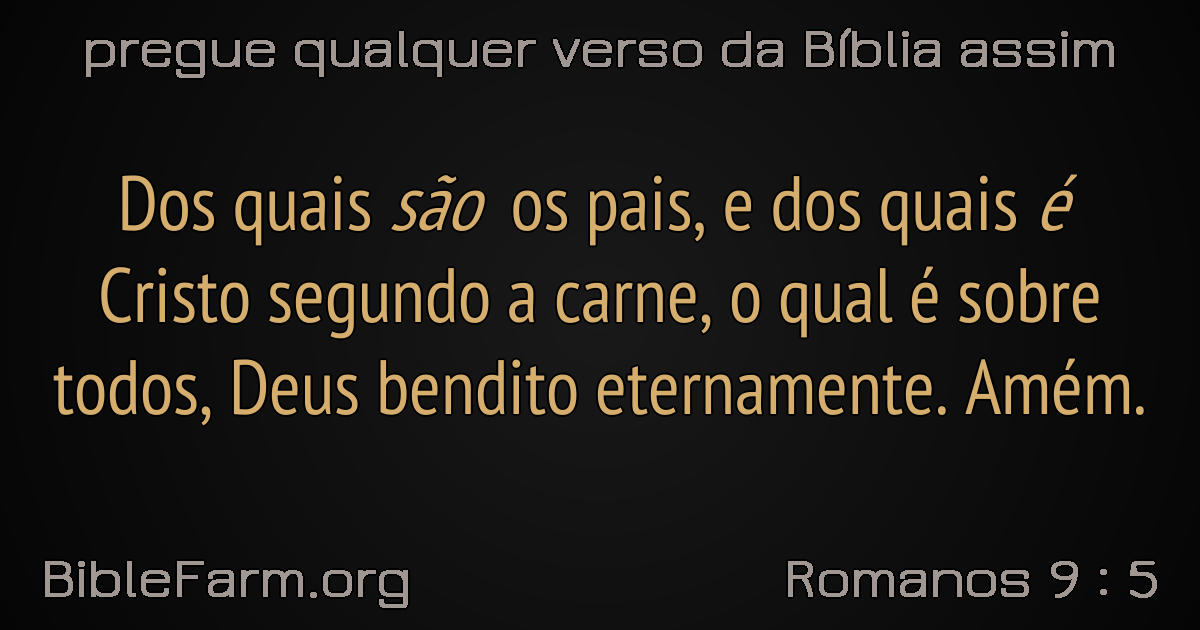 pregue qualquer verso da Bíblia assim
Dos quais são os pais, e dos quais é
Cristo segundo a carne, o qual é sobre
todos, Deus bendito eternamente. Amém.
BibleFarm.org
Romanos 9 : 5